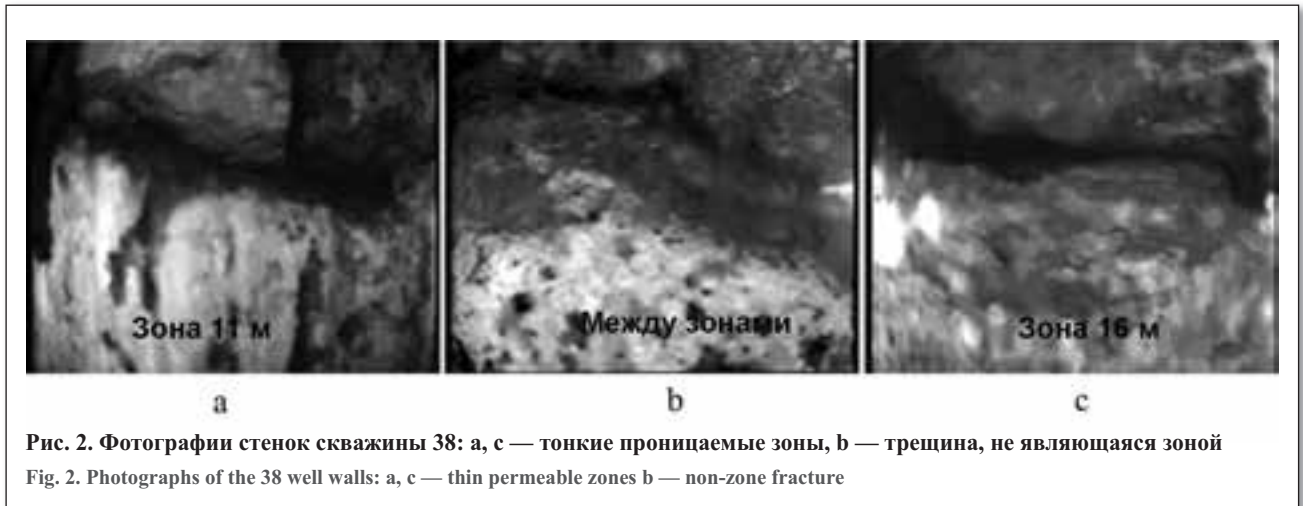 Зона 11 м
Между зонами
Зона 16 м
a
b
c
Рис. 2. Фотографии стенок скважины 38: a, c — тонкие проницаемые зоны, b — трещина, не являющаяся зоной
Fig. 2. Photographs of the 38 well walls: a, c — thin permeable zones b — non-zone fracture